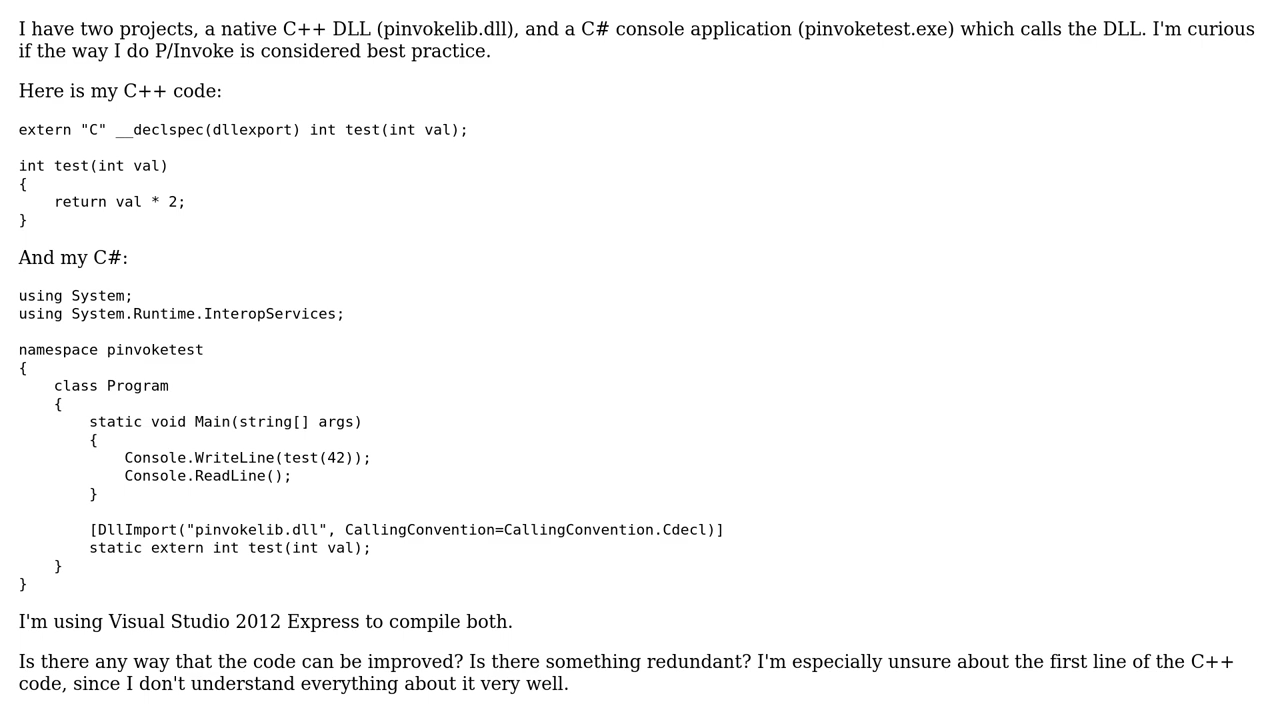 I have two projects, a native C++ DLL (pinvokelib.dll), and a C# console application (pinvoketest.exe) which calls the DLL. I'm curious
if the way I do P/Invoke is considered best practice.
Here is my C++ code:
extern "C" __declspec(dllexport) int test(int val);
int test(int val)
{
    return val * 2;
}
And my C#:
using System;
using System.Runtime.InteropServices;
namespace pinvoketest
{
    class Program
    {
        static void Main(string[] args)
        {
            Console.WriteLine(test(42));
            Console.ReadLine();
        }
        [DllImport("pinvokelib.dll", CallingConvention=CallingConvention.Cdecl)]
        static extern int test(int val);
    }
}
I'm using Visual Studio 2012 Express to compile both.
Is there any way that the code can be improved? Is there something redundant? I'm especially unsure about the first line of the C++
code, since I don't understand everything about it very well.